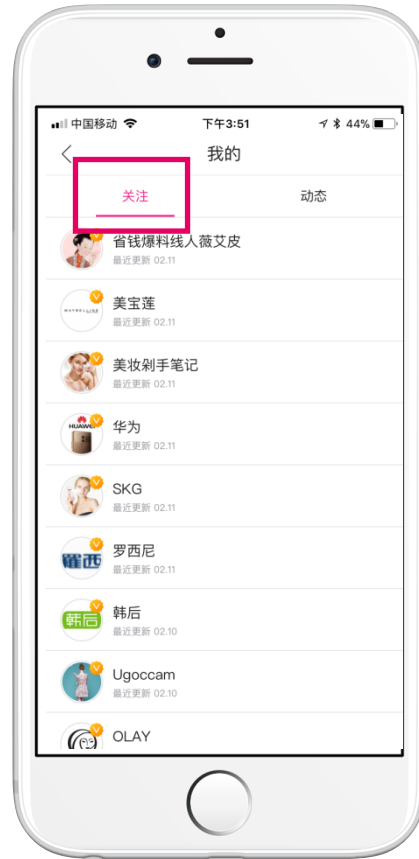 中国移动 下午3:51 44%
我的
关注 动态
省钱爆料线人薇艾皮
最近更新 02.11
MAYBELLINE
美宝莲
最近更新 02.11
美妆剁手笔记
最近更新 02.11
HUAWEI
华为
最近更新 02.11
SKG
最近更新 02.11
罗西尼
最近更新 02.11
韩后
韩后
最近更新 02.10
Ugoccam
最近更新 02.10
OLAY